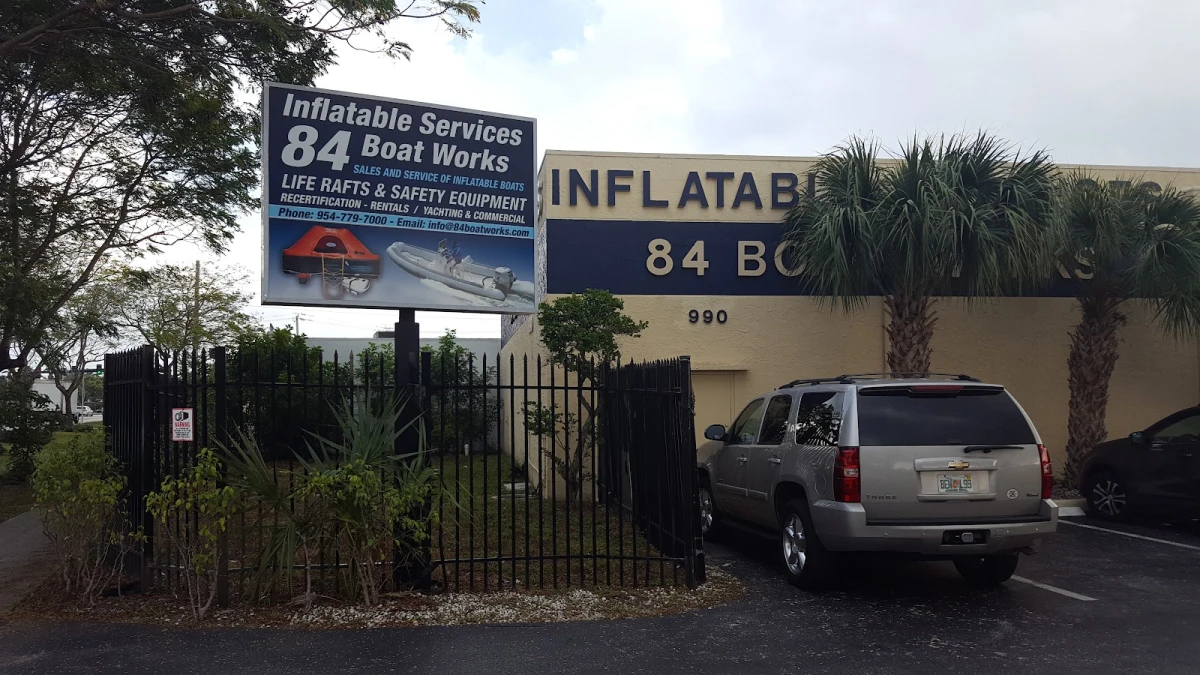 Inflatable Services
84 Boat Works
SALES AND SERVICE OF INFLATABLE BOATS
LIFE RAFTS & SAFETY EQUIPMENT
RECERTIFICATION - RENTALS / YACHTING & COMMERCIAL
Phone: 954-779-7000 - Email: info@84boatworks.com
INFLATAB
84 BO
990
WARNING
TAHOE